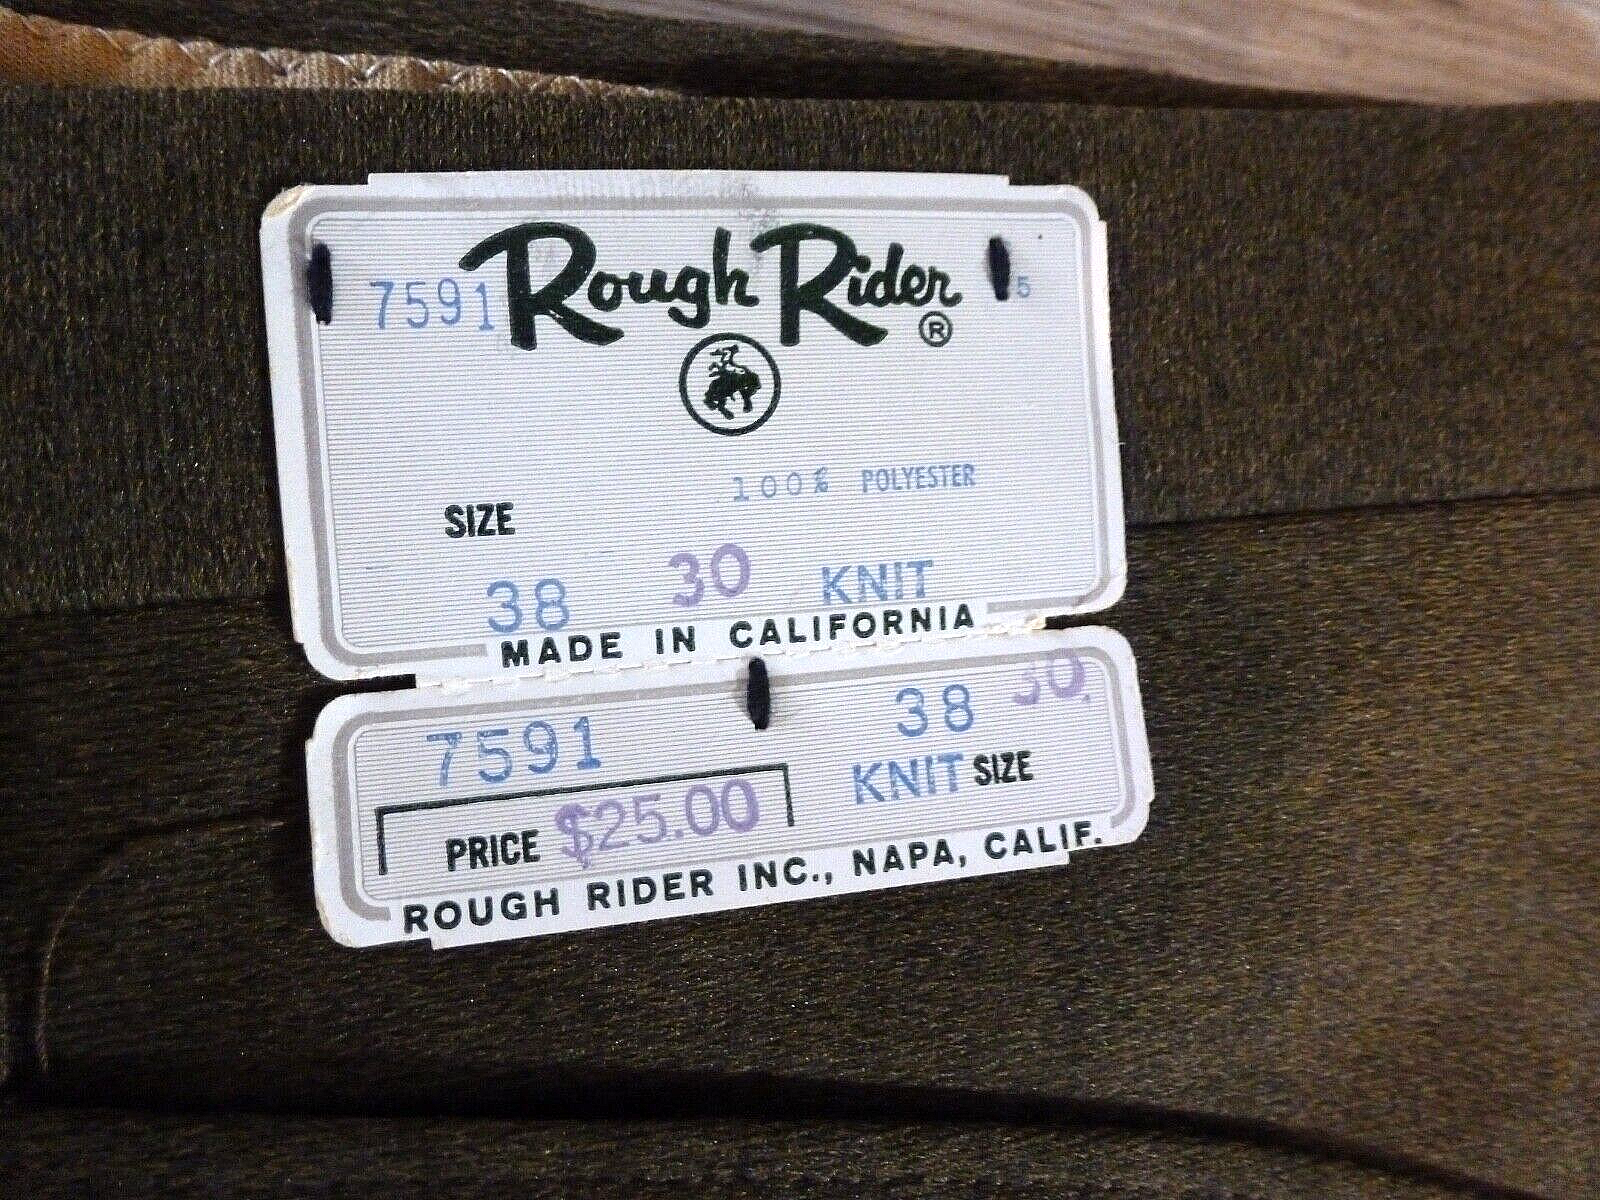 7591 Rough Rider ® 5
100% POLYESTER
SIZE
38 30 KNIT
MADE IN CALIFORNIA
7591 38 30
KNIT SIZE
PRICE $25.00
ROUGH RIDER INC., NAPA, CALIF.